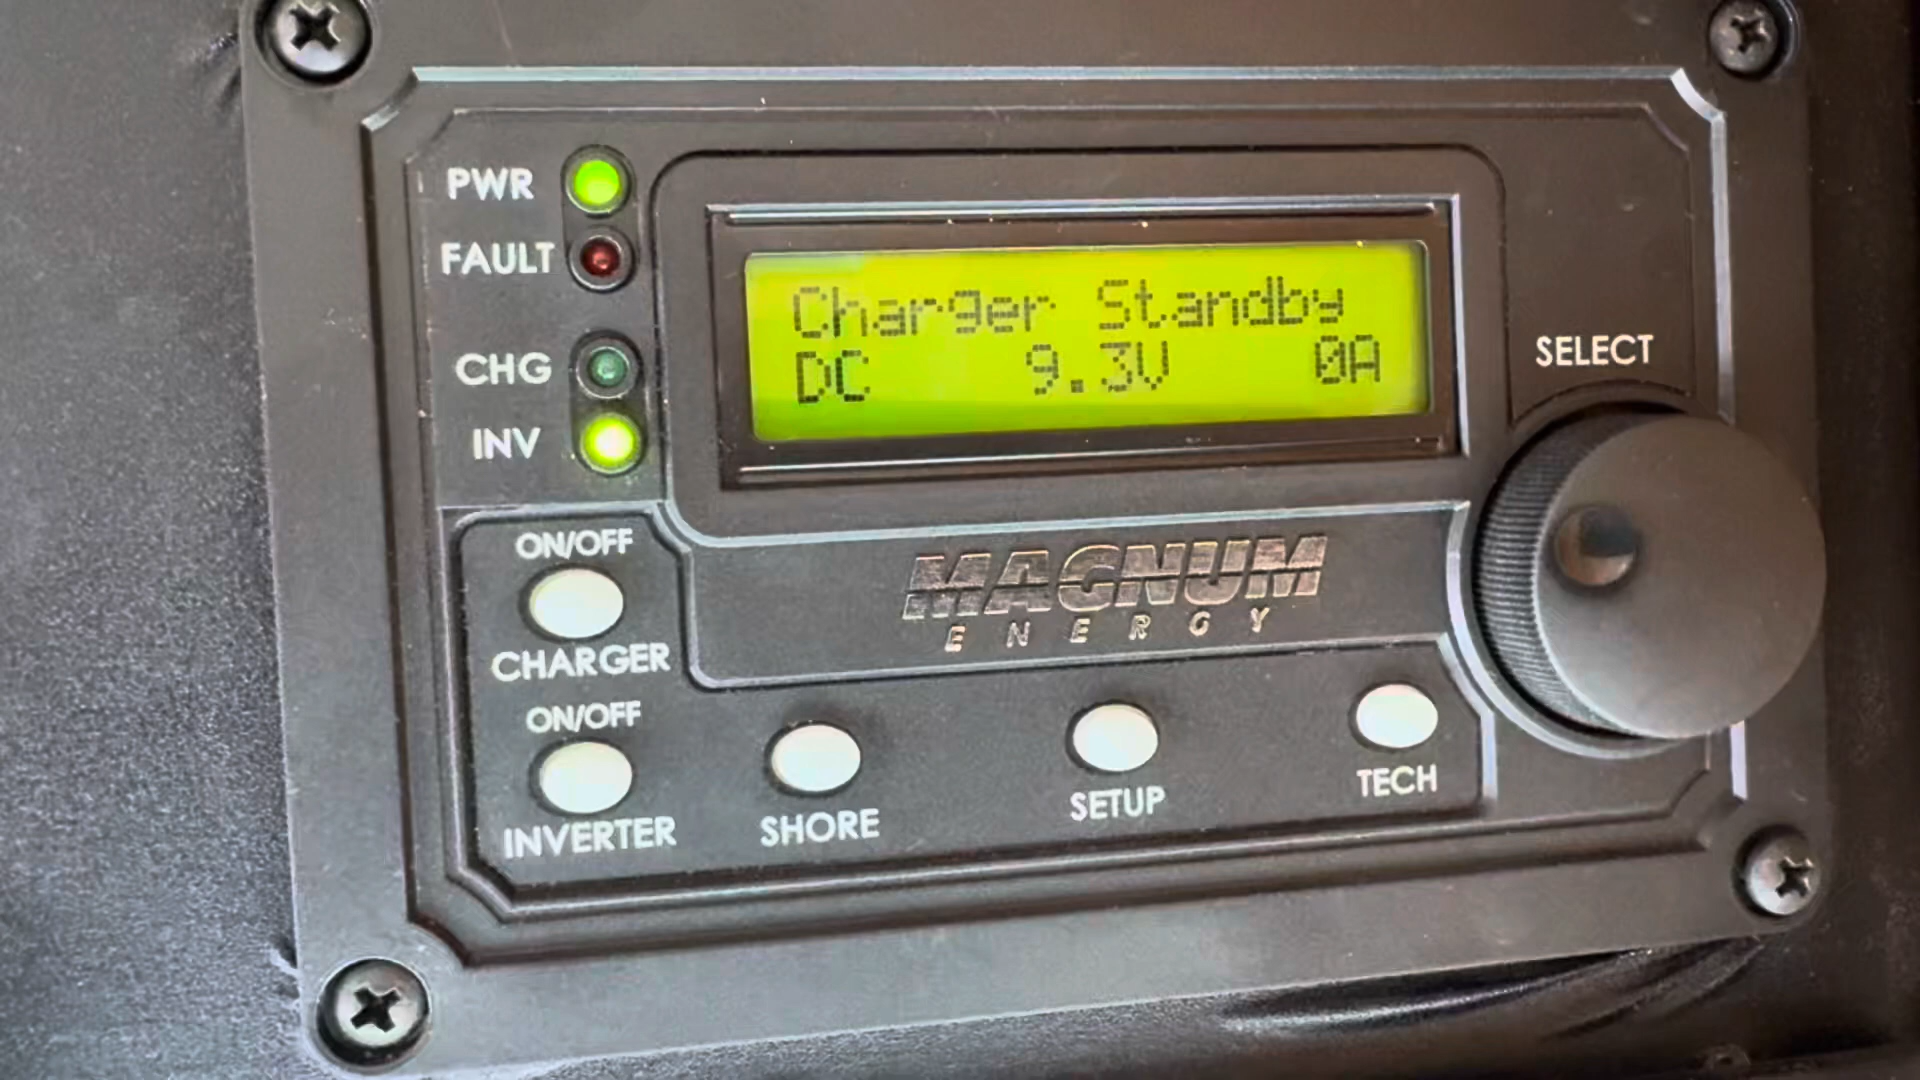 PWR
FAULT
CHG
INV
Charger Standby
DC 9.3V 0A
SELECT
ON/OFF
CHARGER
ON/OFF
INVERTER
MAGNUM
ENERGY
SHORE
SETUP
TECH